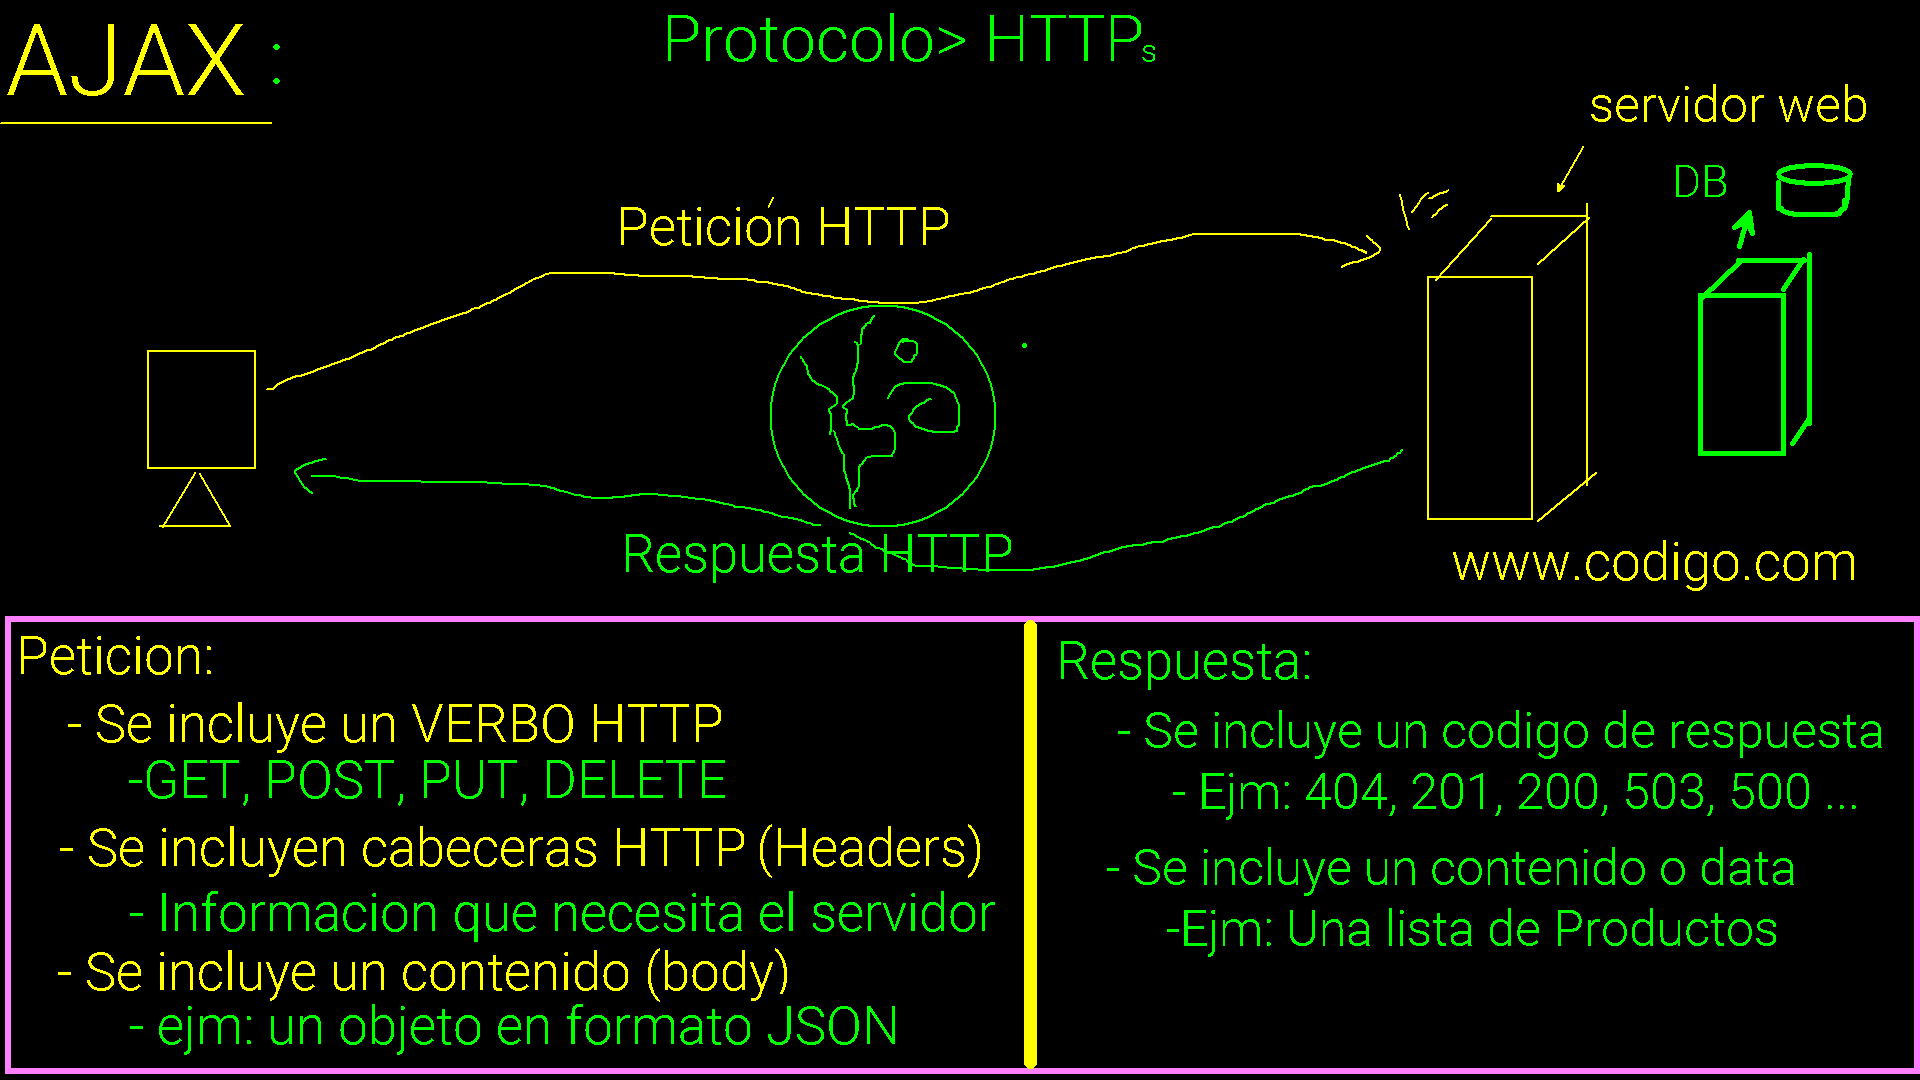 AJAX :
Protocolo> HTTPs
servidor web
DB
Petición HTTP
Respuesta HTTP
www.codigo.com
Peticion:
- Se incluye un VERBO HTTP
-GET, POST, PUT, DELETE
- Se incluyen cabeceras HTTP (Headers)
- Informacion que necesita el servidor
- Se incluye un contenido (body)
- ejm: un objeto en formato JSON
Respuesta:
- Se incluye un codigo de respuesta
- Ejm: 404, 201, 200, 503, 500 ...
- Se incluye un contenido o data
-Ejm: Una lista de Productos